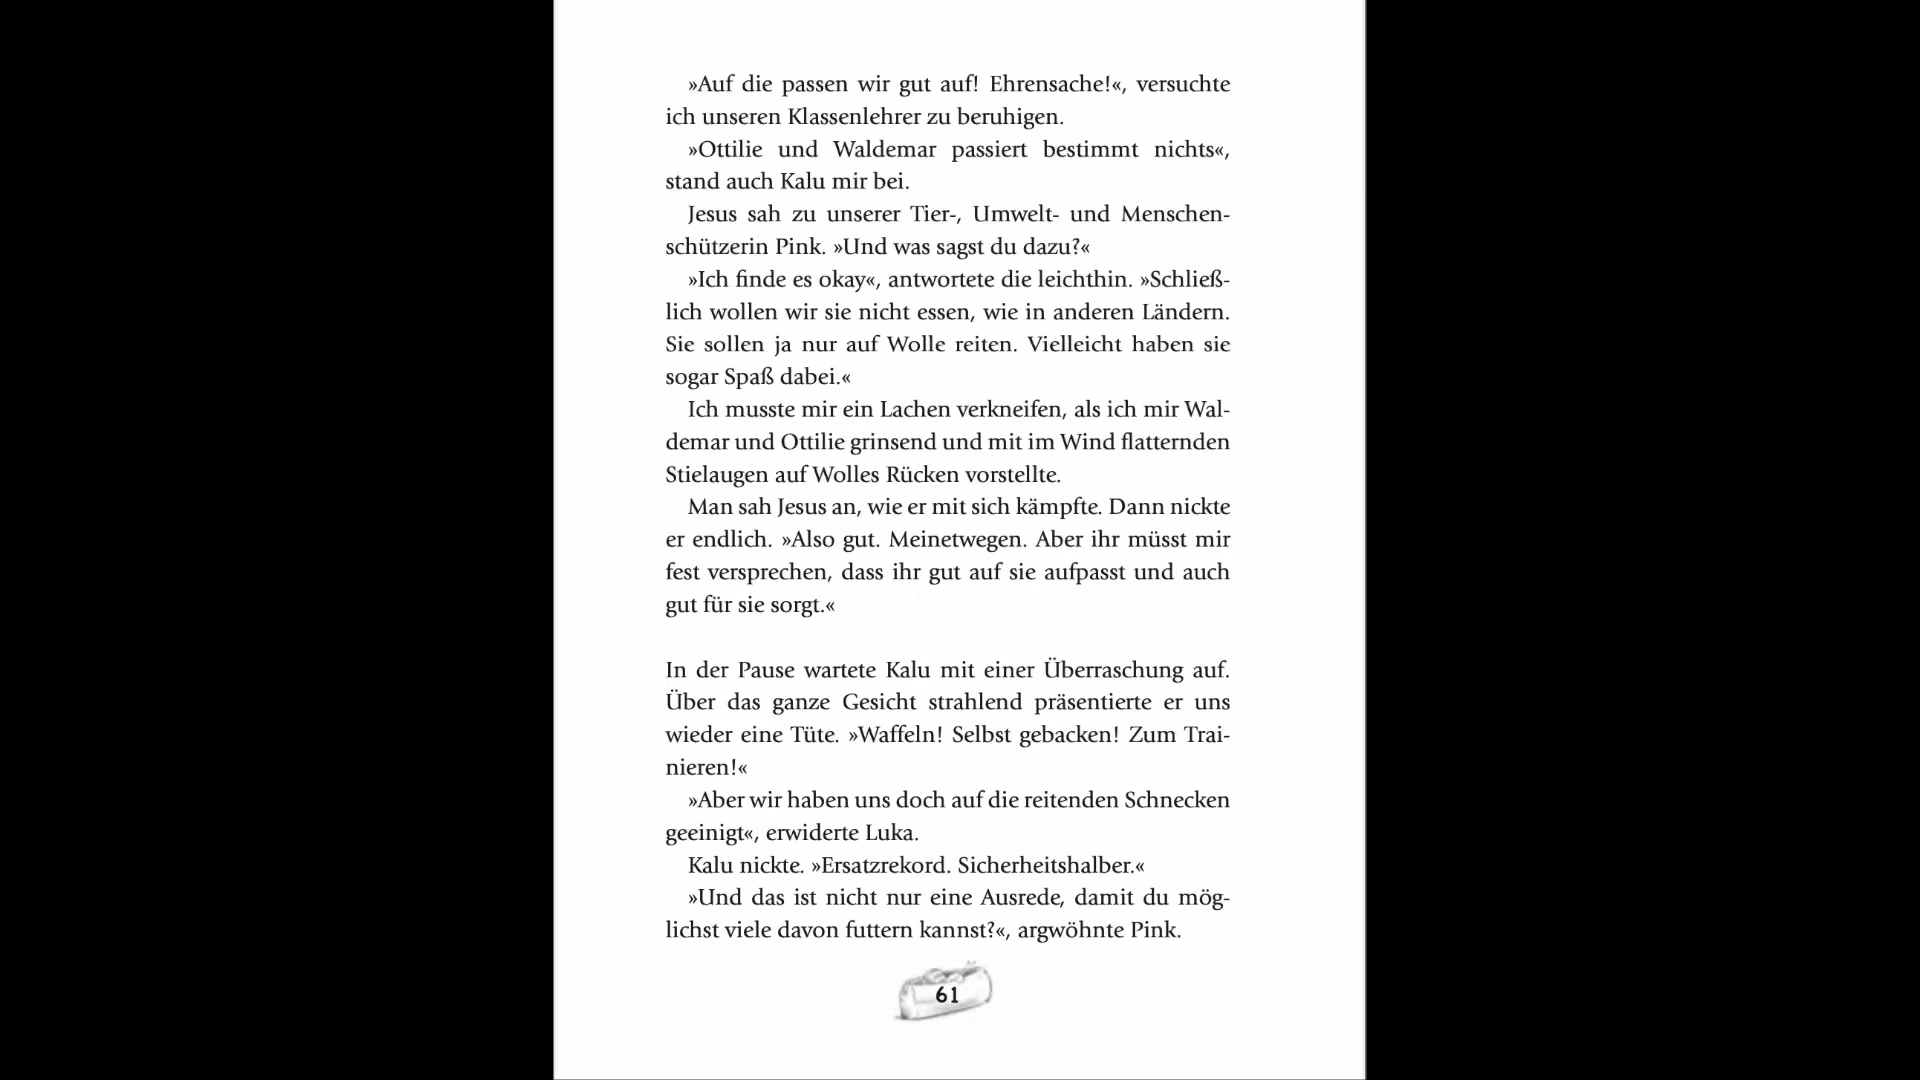 »Auf die passen wir gut auf! Ehrensache!«, versuchte
ich unseren Klassenlehrer zu beruhigen.
»Ottilie und Waldemar passiert bestimmt nichts«,
stand auch Kalu mir bei.
Jesus sah zu unserer Tier-, Umwelt- und Menschen-
schützerin Pink. »Und was sagst du dazu?«
»Ich finde es okay«, antwortete die leichthin. »Schließ-
lich wollen wir sie nicht essen, wie in anderen Ländern.
Sie sollen ja nur auf Wolle reiten. Vielleicht haben sie
sogar Spaß dabei.«
Ich musste mir ein Lachen verkneifen, als ich mir Wal-
demar und Ottilie grinsend und mit im Wind flatternden
Stielaugen auf Wolles Rücken vorstellte.
Man sah Jesus an, wie er mit sich kämpfte. Dann nickte
er endlich. »Also gut. Meinetwegen. Aber ihr müsst mir
fest versprechen, dass ihr gut auf sie aufpasst und auch
gut für sie sorgt.«
In der Pause wartete Kalu mit einer Überraschung auf.
Über das ganze Gesicht strahlend präsentierte er uns
wieder eine Tüte. »Waffeln! Selbst gebacken! Zum Trai-
nieren!«
»Aber wir haben uns doch auf die reitenden Schnecken
geeinigt«, erwiderte Luka.
Kalu nickte. »Ersatzrekord. Sicherheitshalber.«
»Und das ist nicht nur eine Ausrede, damit du mög-
lichst viele davon futtern kannst?«, argwöhnte Pink.
61